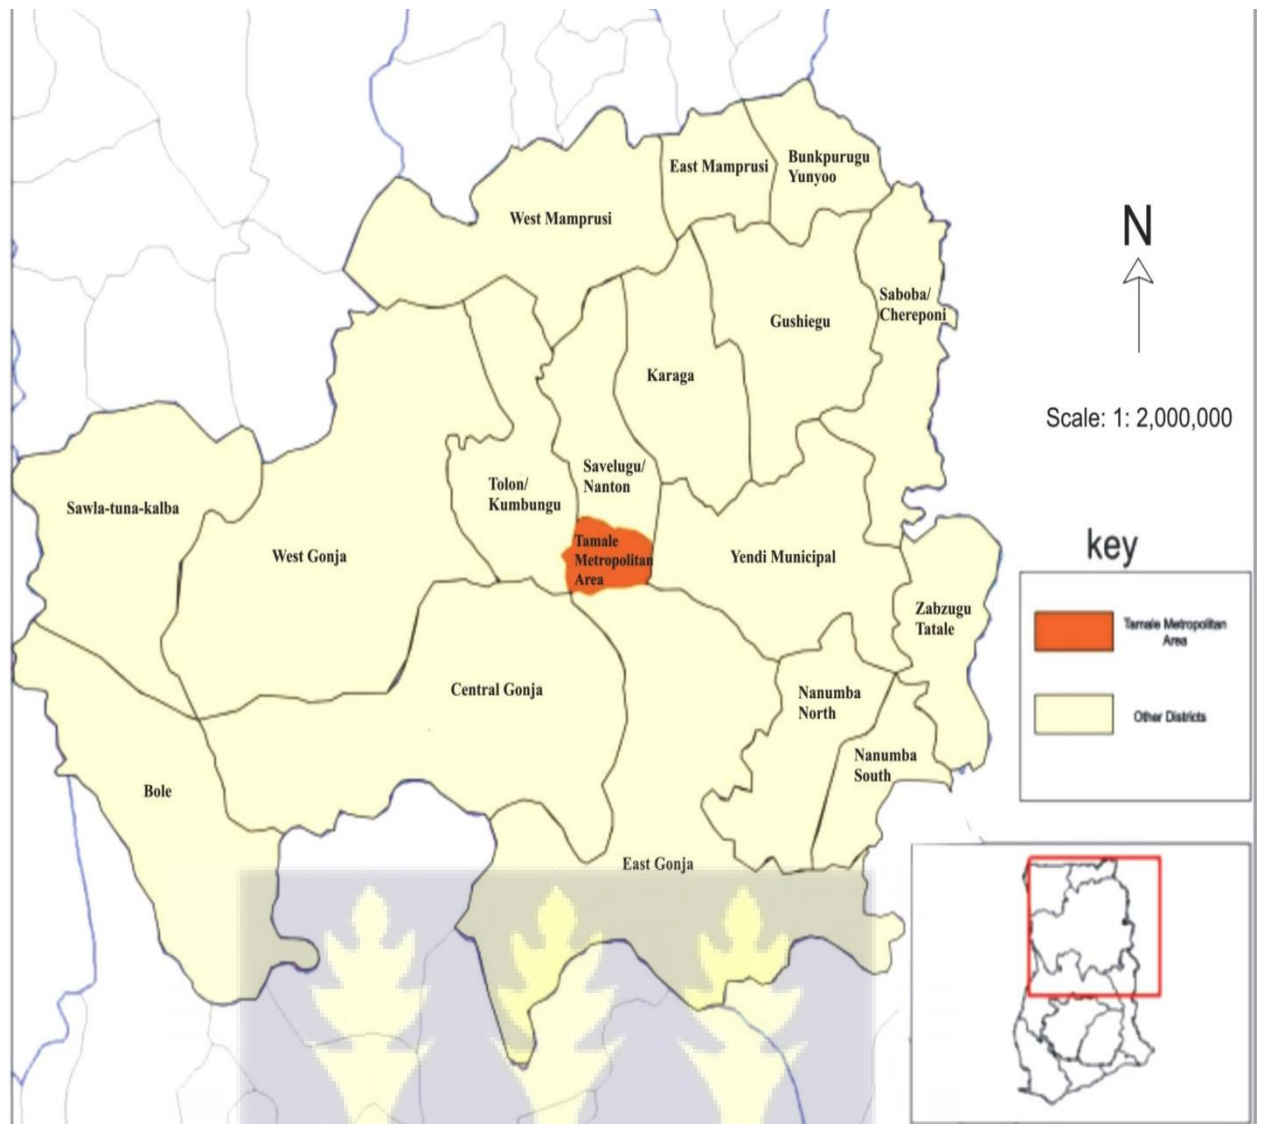 Bunkpurugu
Yunyoo
East Mamprusi
West Mamprusi
N
Saboba/
Chereponi
Gushiegu
Karaga
Scale: 1: 2,000,000
Savelugu/
Nanton
Tolon/
Kumbungu
Sawla-tuna-kalba
West Gonja
Tamale
Metropolitan
Area
Yendi Municipal
key
Zabzugu
Tatale
Tamale Metropolitan
Area
Central Gonja
Nanumba
North
Other Districts
Nanumba
South
Bole
East Gonja